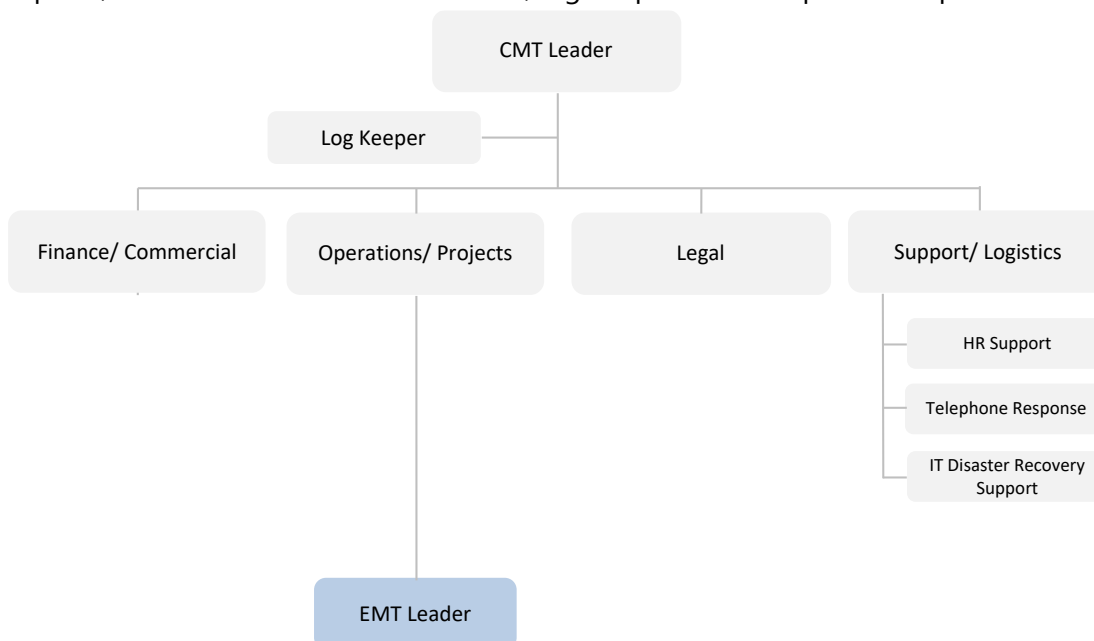 CMT Leader
Log Keeper
Finance/ Commercial
Operations/ Projects
Legal
Support/ Logistics
HR Support
Telephone Response
IT Disaster Recovery
Support
EMT Leader